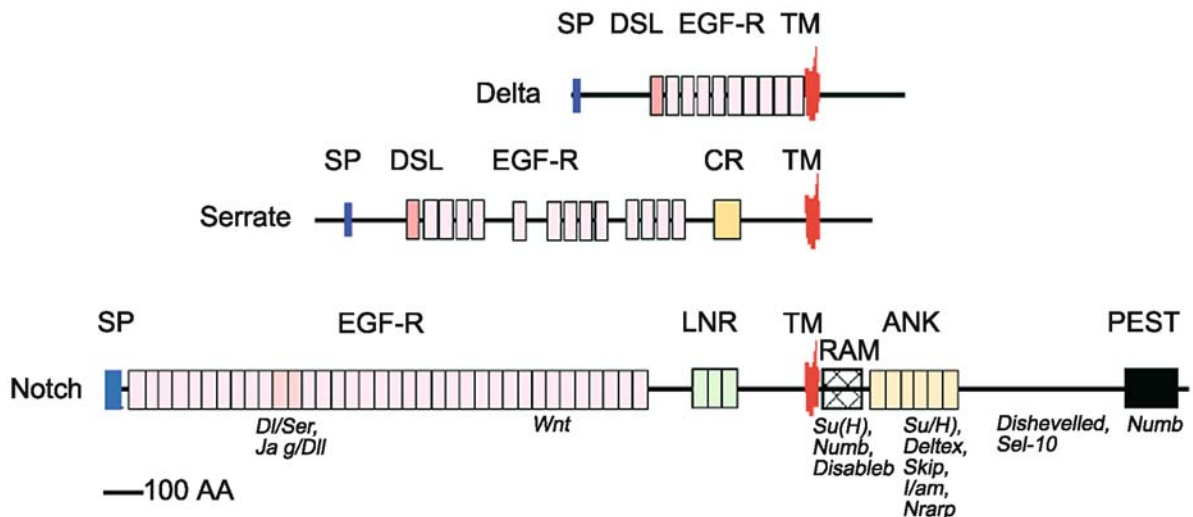 SP DSL EGF-R TM
Delta
SP DSL EGF-R CR TM
Serrate
SP EGF-R LNR TM ANK PEST
RAM
Notch
Dl/Ser, Wnt Su(H), Su/H), Dishevelled, Numb
Ja g/Dll Numb, Deltex, Sel-10
Disableb Skip,
I/am,
Nrarp
100 AA